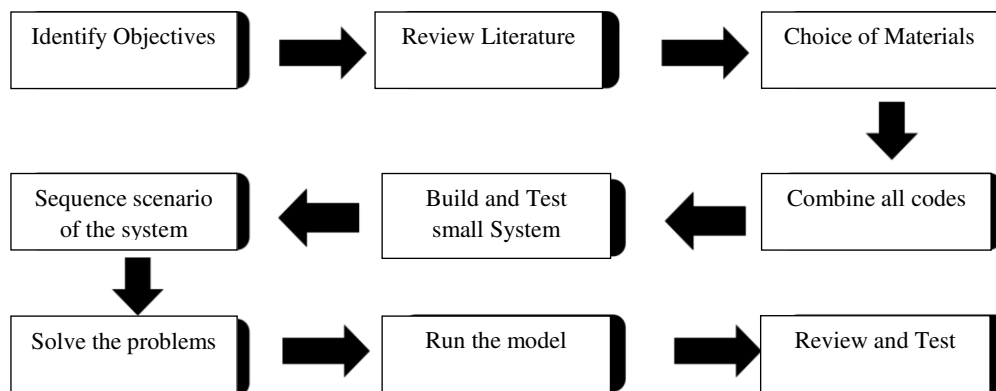 Identify Objectives
Review Literature
Choice of Materials
Sequence scenario
of the system
Build and Test
small System
Combine all codes
Solve the problems
Run the model
Review and Test